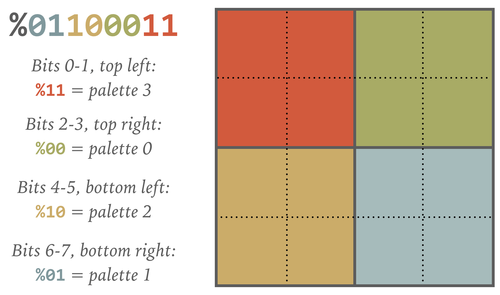 %01100011
Bits 0-1, top left:
%11 = palette 3
Bits 2-3, top right:
%00 = palette 0
Bits 4-5, bottom left:
%10 = palette 2
Bits 6-7, bottom right:
%01 = palette 1